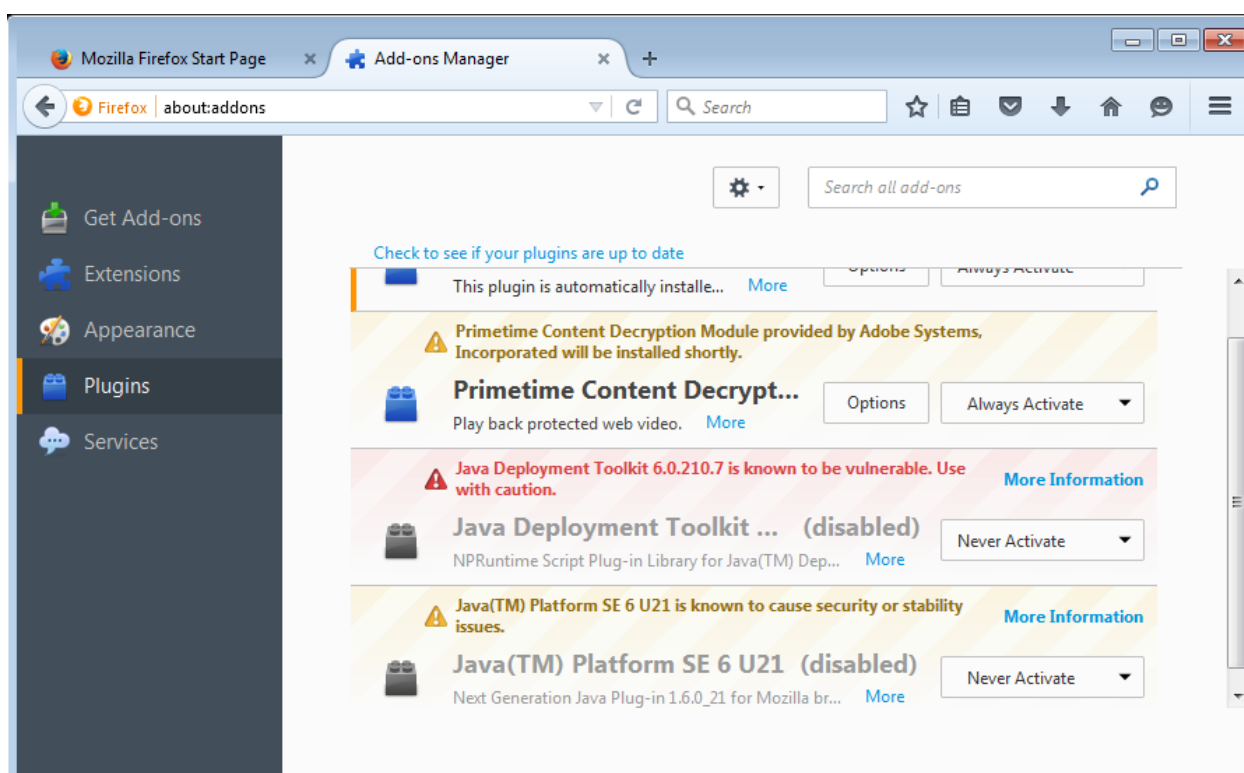 Mozilla Firefox Start Page
Add-ons Manager
Firefox about:addons
Search
Search all add-ons
Get Add-ons
Extensions
Appearance
Plugins
Services
Check to see if your plugins are up to date
Options Always Activate
This plugin is automatically installe... More
Primetime Content Decryption Module provided by Adobe Systems,
Incorporated will be installed shortly.
Primetime Content Decrypt...
Options Always Activate
Play back protected web video. More
Java Deployment Toolkit 6.0.210.7 is known to be vulnerable. Use
with caution.
More Information
Java Deployment Toolkit ... (disabled)
Never Activate
NPRuntime Script Plug-in Library for Java(TM) Dep... More
Java(TM) Platform SE 6 U21 is known to cause security or stability
issues.
More Information
Java(TM) Platform SE 6 U21 (disabled)
Never Activate
Next Generation Java Plug-in 1.6.0_21 for Mozilla br... More